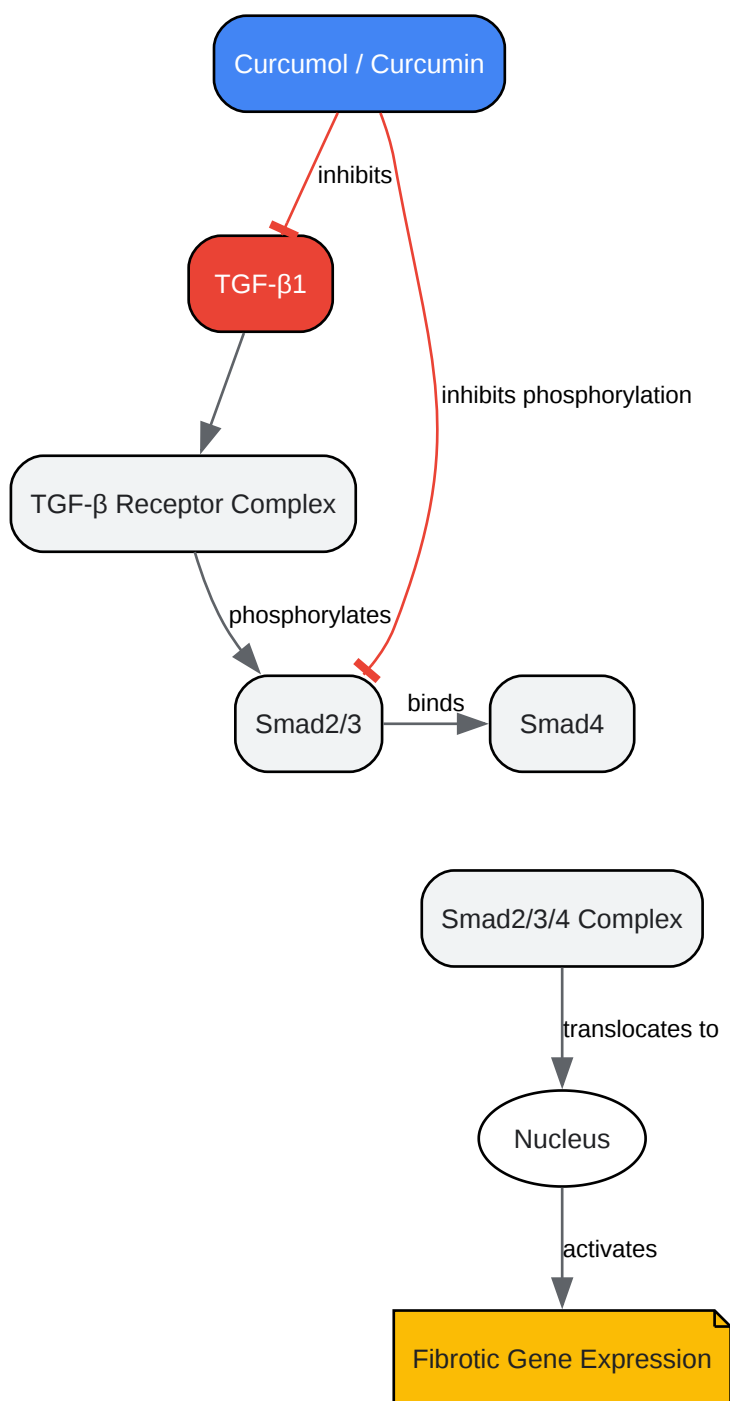 Curcumol / Curcumin
inhibits
TGF-β1
inhibits phosphorylation
TGF-β Receptor Complex
phosphorylates
Smad2/3
binds
Smad4
Smad2/3/4 Complex
translocates to
Nucleus
activates
Fibrotic Gene Expression